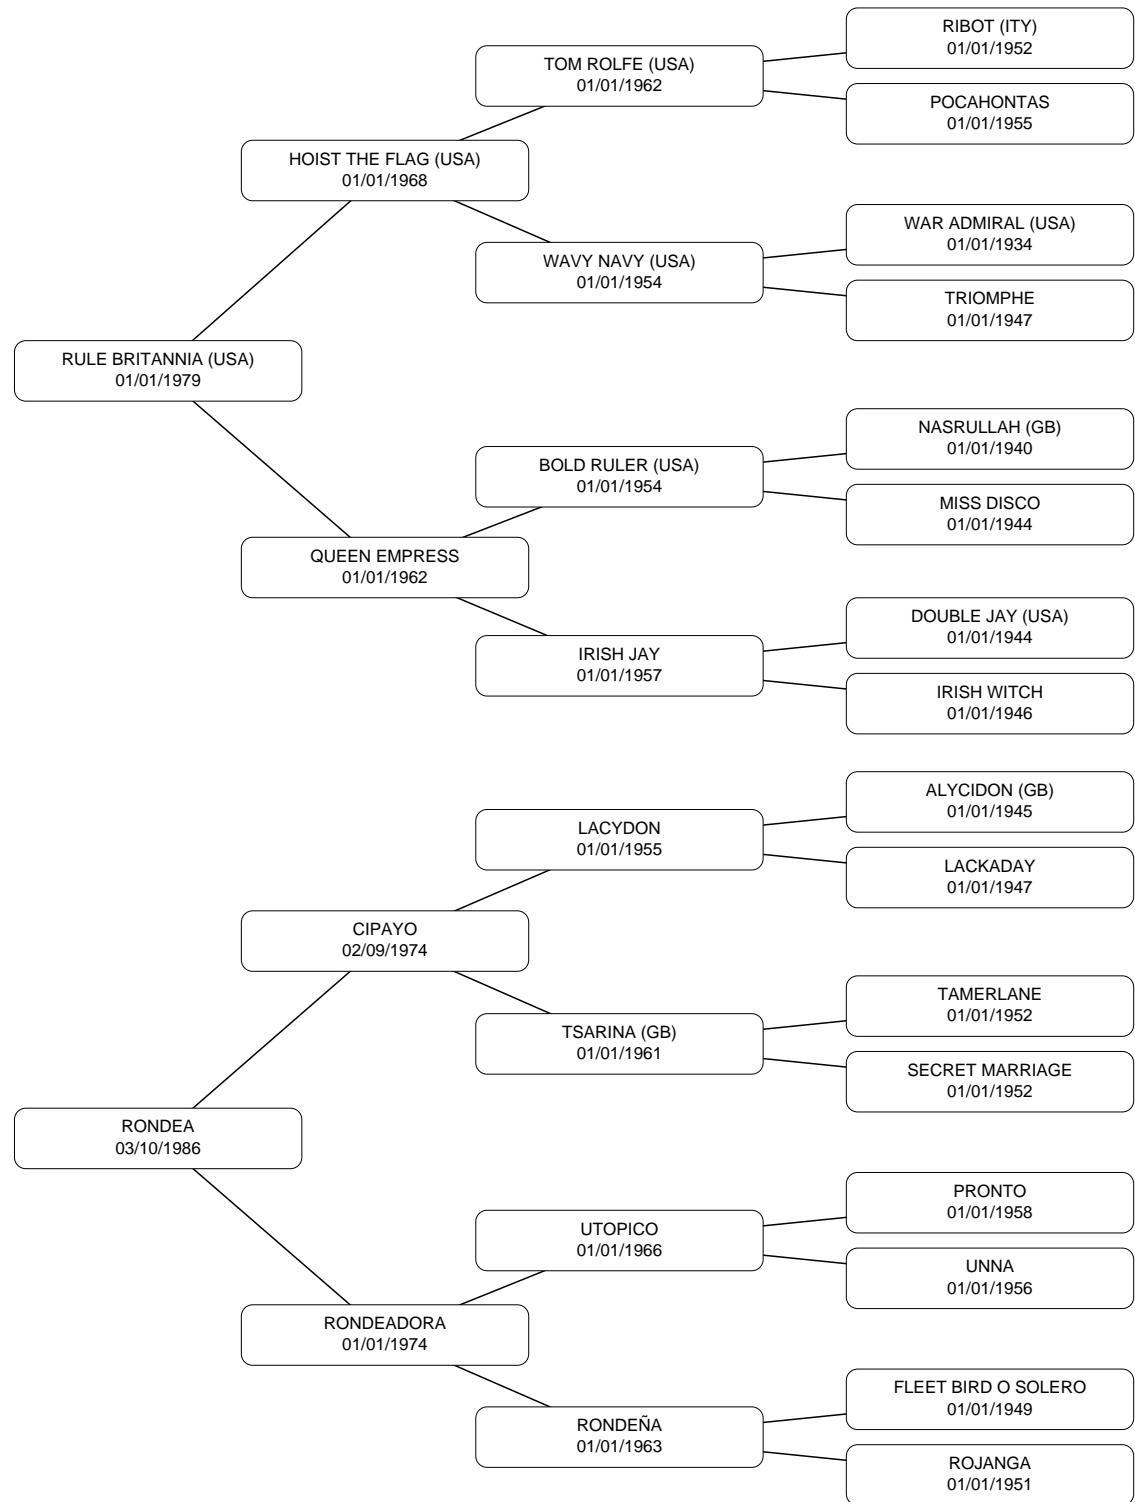 RIBOT (ITY)
01/01/1952
TOM ROLFE (USA)
01/01/1962
POCAHONTAS
01/01/1955
HOIST THE FLAG (USA)
01/01/1968
WAR ADMIRAL (USA)
01/01/1934
WAVY NAVY (USA)
01/01/1954
TRIOMPHE
01/01/1947
RULE BRITANNIA (USA)
01/01/1979
NASRULLAH (GB)
01/01/1940
BOLD RULER (USA)
01/01/1954
MISS DISCO
01/01/1944
QUEEN EMPRESS
01/01/1962
DOUBLE JAY (USA)
01/01/1944
IRISH JAY
01/01/1957
IRISH WITCH
01/01/1946
ALYCIDON (GB)
01/01/1945
LACYDON
01/01/1955
LACKADAY
01/01/1947
CIPAYO
02/09/1974
TAMERLANE
01/01/1952
TSARINA (GB)
01/01/1961
SECRET MARRIAGE
01/01/1952
RONDEA
03/10/1986
PRONTO
01/01/1958
UTOPICO
01/01/1966
UNNA
01/01/1956
RONDEADORA
01/01/1974
FLEET BIRD O SOLERO
01/01/1949
RONDEÑA
01/01/1963
ROJANGA
01/01/1951